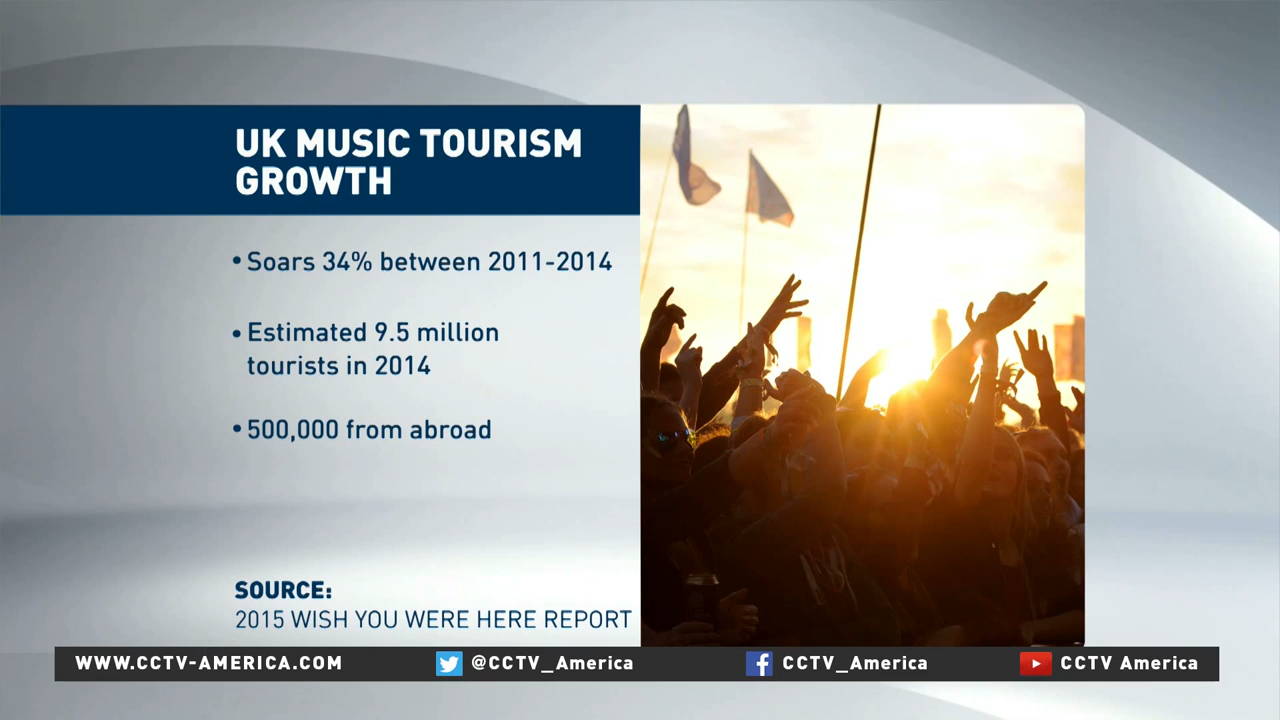 UK MUSIC TOURISM
GROWTH
• Soars 34% between 2011-2014
• Estimated 9.5 million
tourists in 2014
• 500,000 from abroad
SOURCE:
2015 WISH YOU WERE HERE REPORT
WWW.CCTV-AMERICA.COM
@CCTV_America
CCTV_America
CCTV America